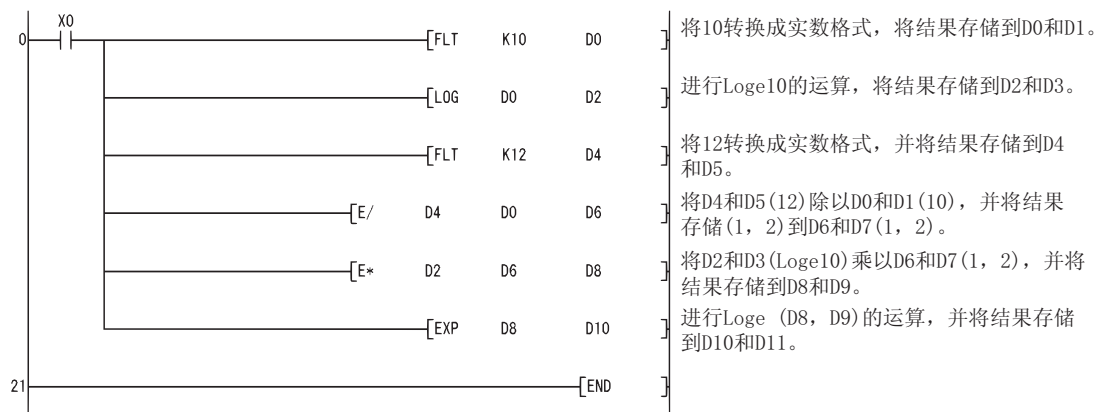 X0
0 [FLT K10 D0 ] 将10转换成实数格式，将结果存储到D0和D1。
[LOG D0 D2 ] 进行Loge10的运算，将结果存储到D2和D3。
[FLT K12 D4 ] 将12转换成实数格式，并将结果存储到D4
和D5。
[E/ D4 D0 D6 ] 将D4和D5(12)除以D0和D1(10)，并将结果
存储(1，2)到D6和D7(1，2)。
[E* D2 D6 D8 ] 将D2和D3(Loge10)乘以D6和D7(1，2)，并将
结果存储到D8和D9。
[EXP D8 D10 ] 进行Loge (D8，D9)的运算，并将结果存储
到D10和D11。
21 [END ]